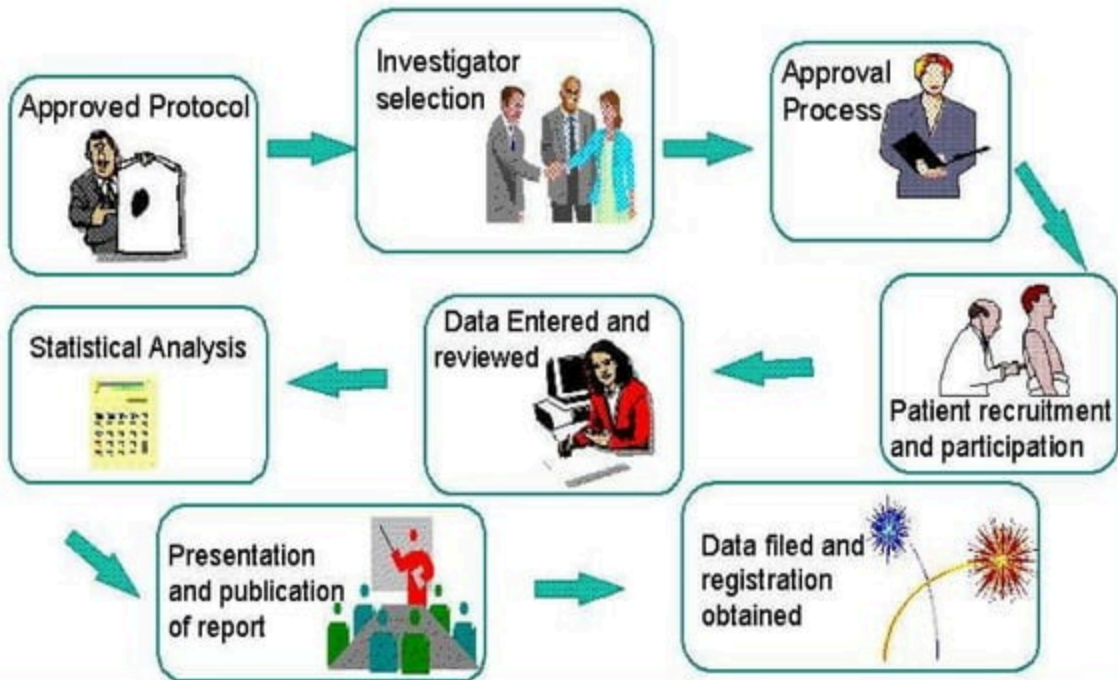 Approved Protocol
Investigator
selection
Approval
Process
Patient recruitment
and participation
Data Entered and
reviewed
Statistical Analysis
Presentation
and publication
of report
Data filed and
registration
obtained